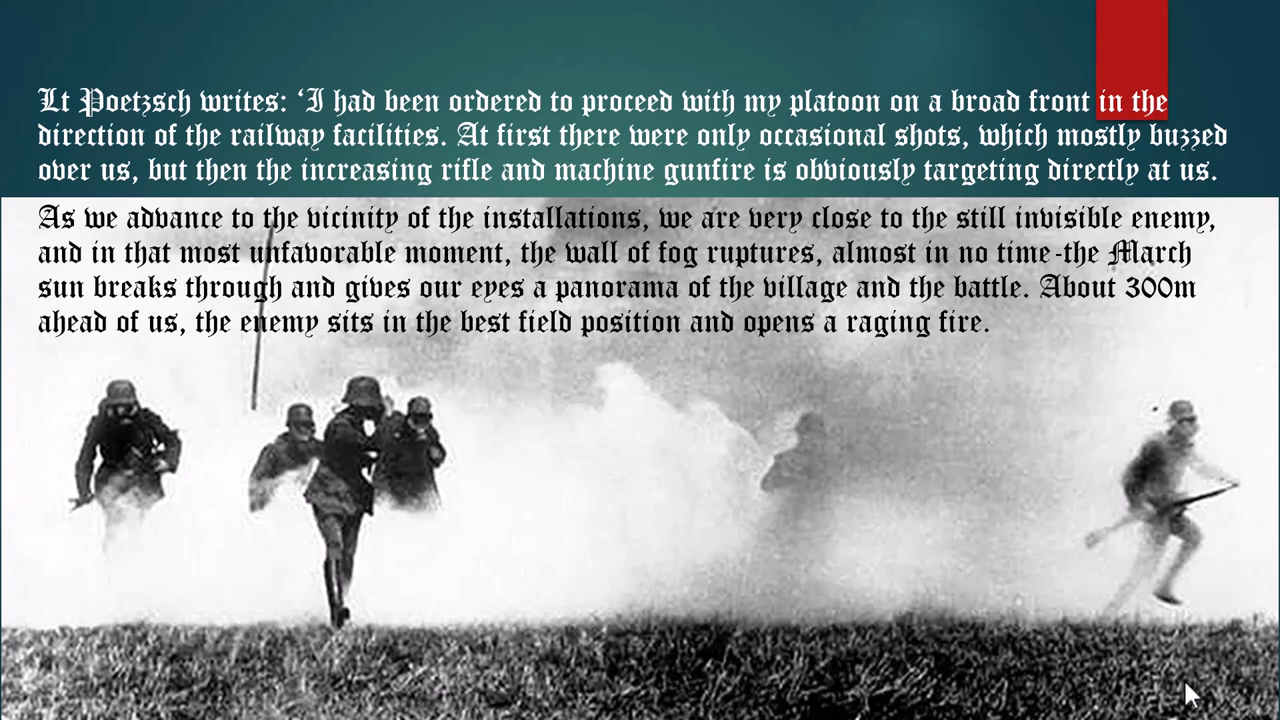 Lt Poetzsch writes: ‘I had been ordered to proceed with my platoon on a broad front in the
direction of the railway facilities. At first there were only occasional shots, which mostly buzzed
over us, but then the increasing rifle and machine gunfire is obviously targeting directly at us.
As we advance to the vicinity of the installations, we are very close to the still invisible enemy,
and in that most unfavorable moment, the wall of fog ruptures, almost in no time-the March
sun breaks through and gives our eyes a panorama of the village and the battle. About 300m
ahead of us, the enemy sits in the best field position and opens a raging fire.